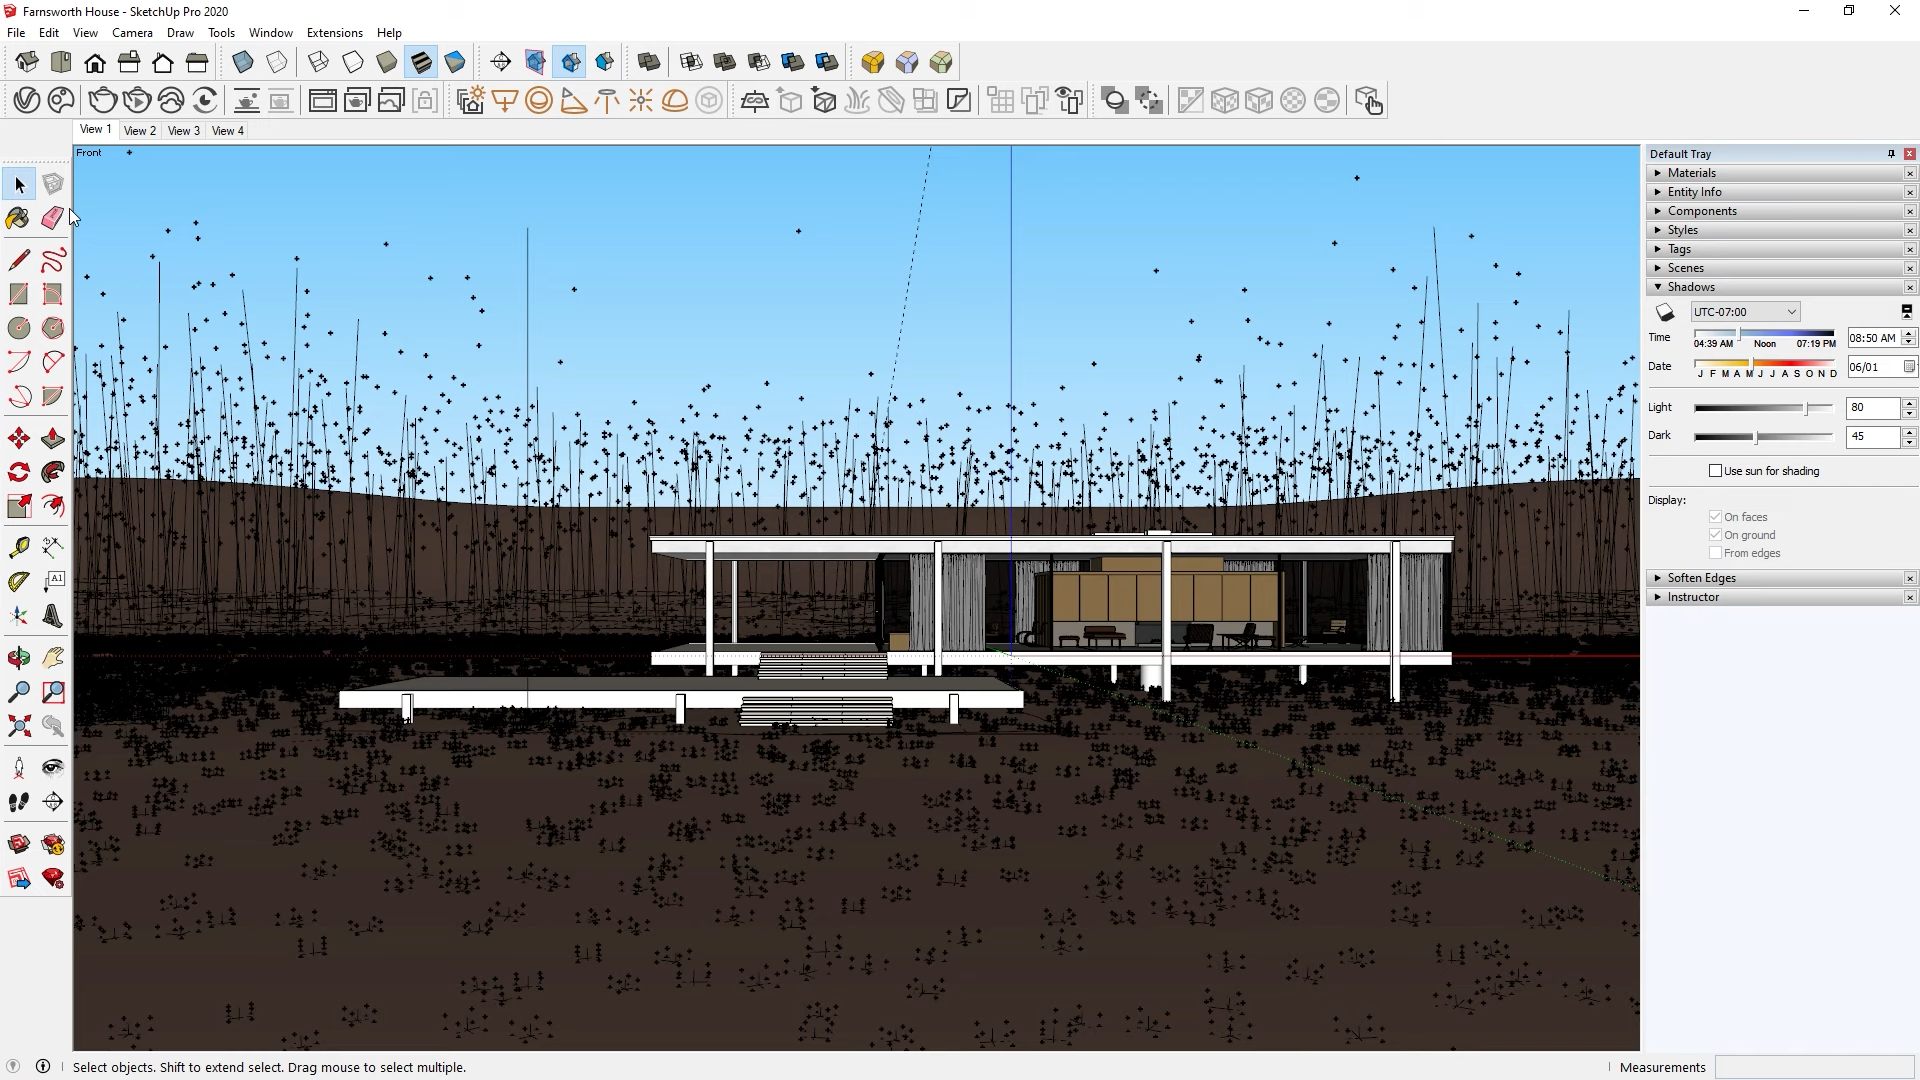 Farnsworth House - SketchUp Pro 2020
File Edit View Camera Draw Tools Window Extensions Help
View 1 View 2 View 3 View 4
Front
Default Tray
Materials
Entity Info
Components
Styles
Tags
Scenes
Shadows
UTC-07:00
Time 04:39 AM Noon 07:19 PM 08:50 AM
Date J F M A M J J A S O N D 06/01
Light 80
Dark 45
Use sun for shading
Display:
On faces
On ground
From edges
Soften Edges
Instructor
A1
Select objects. Shift to extend select. Drag mouse to select multiple.
Measurements